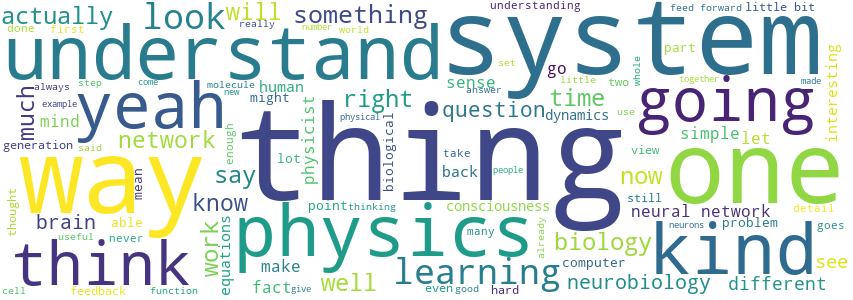 understanding feed forward little bit
actually look will something
done first really number world
understand system
set whole part go interesting
always step come molecule human sense little two together made
much yeah new might right question time going
example mind network physicist physical answer dynamics use simple let
generation said enough biological thing view
way say lot take back people now one
mean consciousness still
brain know point thinking neural network detail
thought able work physics many already biology neurons problem goes
useful never equations make computer kind see
think fact give well even good learning hard neurobiology different
cell feedback function